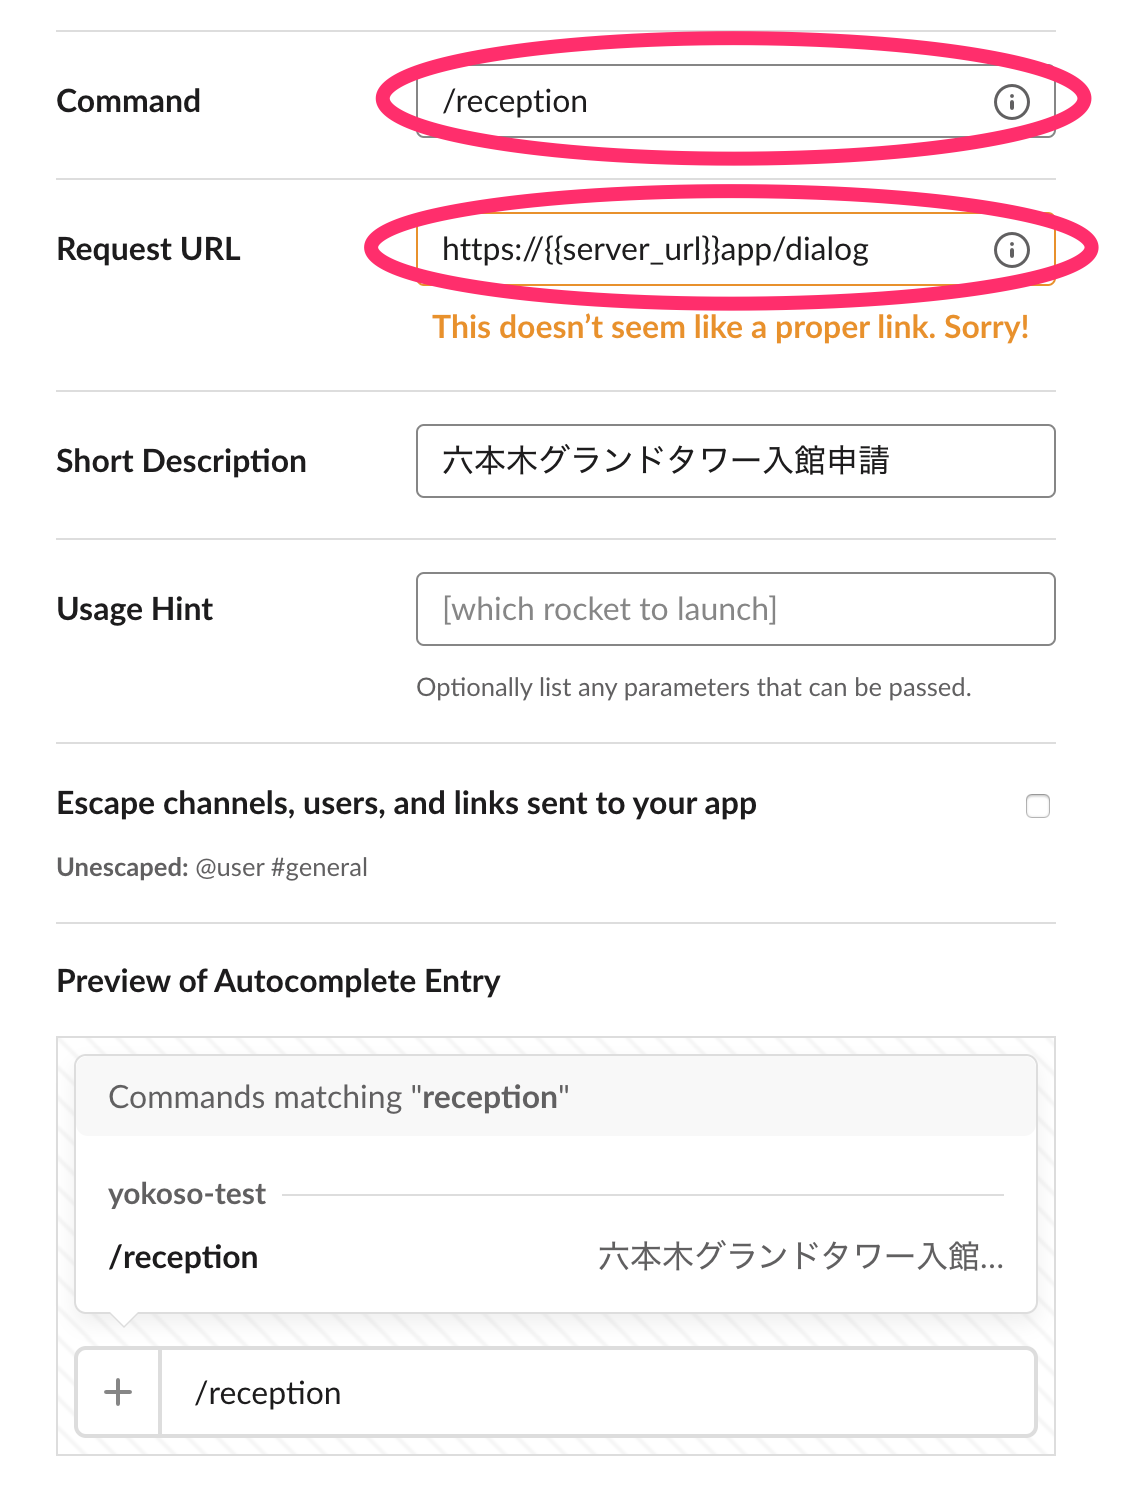 Command
/reception
Request URL
https://{{server_url}}app/dialog
This doesn’t seem like a proper link. Sorry!
Short Description
六本木グランドタワー入館申請
Usage Hint
[which rocket to launch]
Optionally list any parameters that can be passed.
Escape channels, users, and links sent to your app
Unescaped: @user #general
Preview of Autocomplete Entry
Commands matching "reception"
yokoso-test
/reception 六本木グランドタワー入館...
/reception